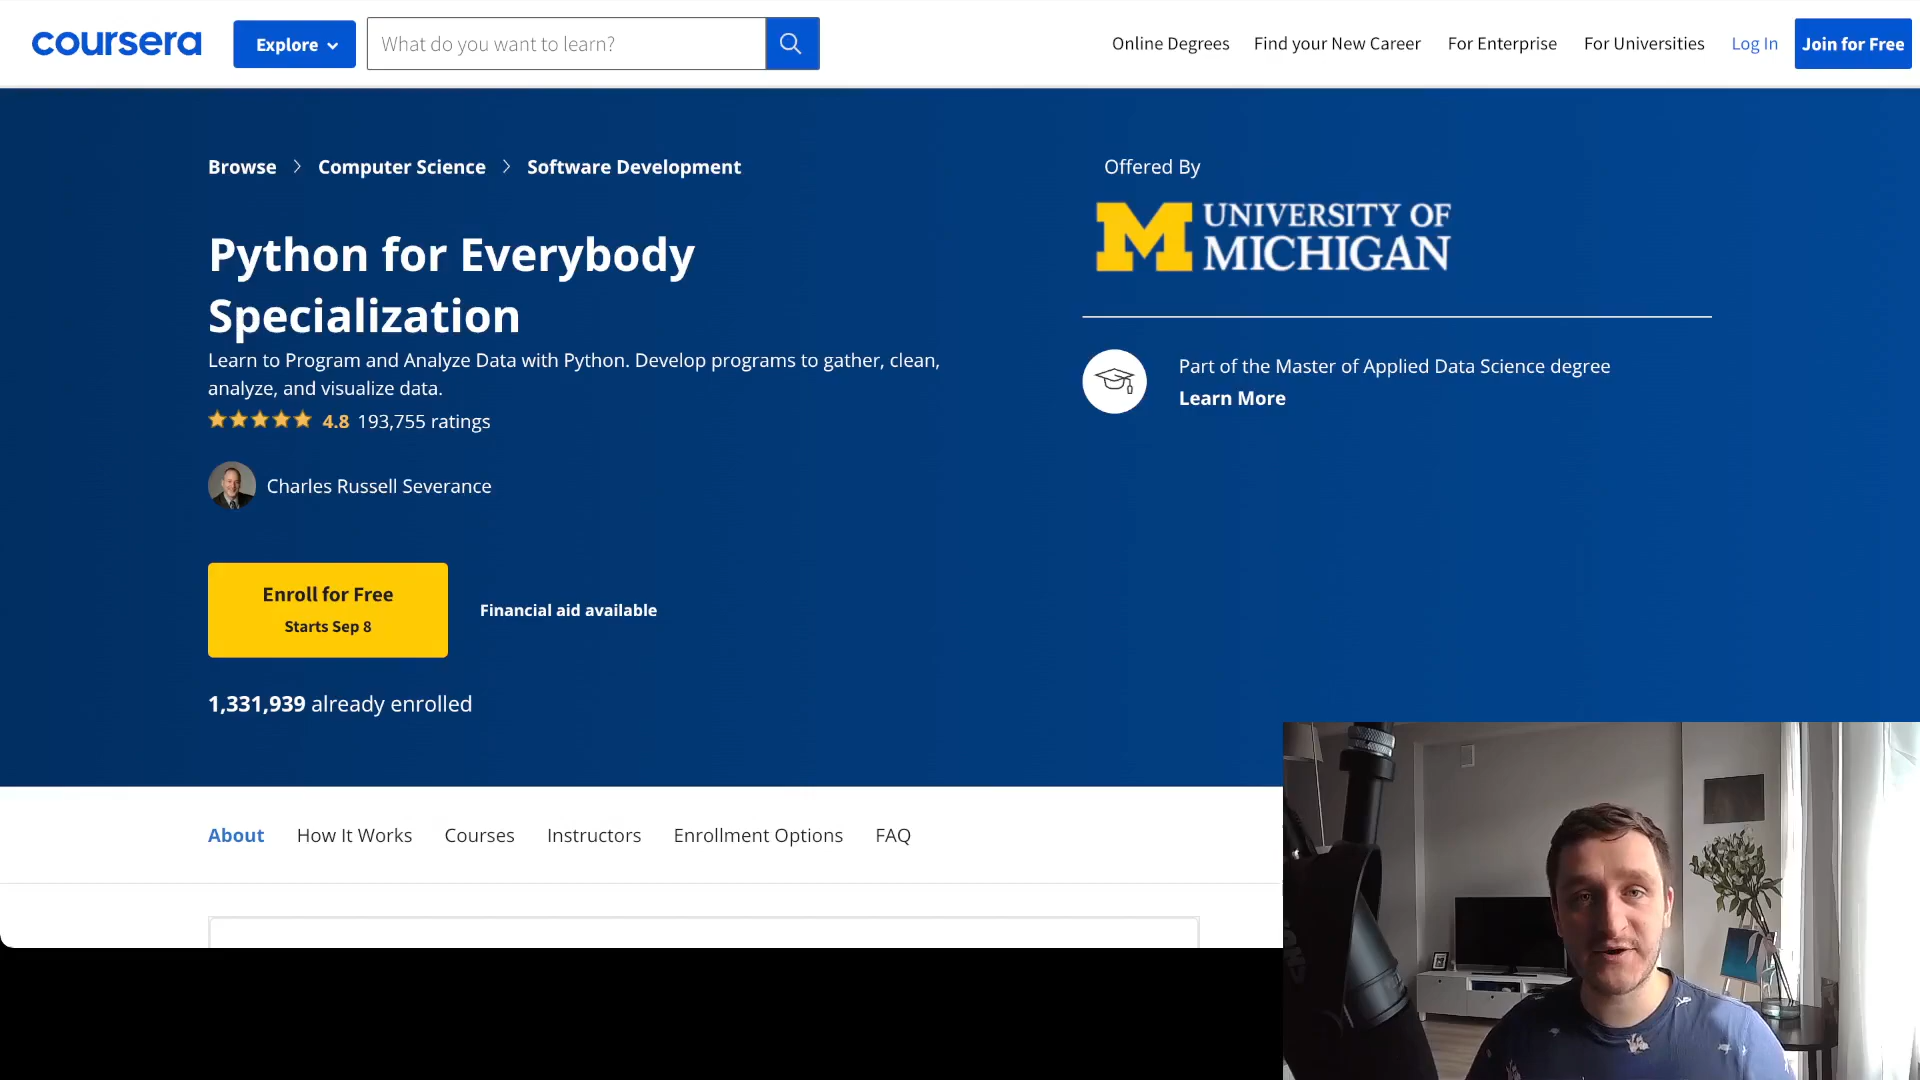 coursera
Explore
What do you want to learn?
Online Degrees
Find your New Career
For Enterprise
For Universities
Log In
Join for Free
Browse > Computer Science > Software Development
Python for Everybody
Specialization
Learn to Program and Analyze Data with Python. Develop programs to gather, clean,
analyze, and visualize data.
4.8 193,755 ratings
Charles Russell Severance
Enroll for Free
Starts Sep 8
Financial aid available
1,331,939 already enrolled
Offered By
M UNIVERSITY OF
MICHIGAN
Part of the Master of Applied Data Science degree
Learn More
About
How It Works
Courses
Instructors
Enrollment Options
FAQ